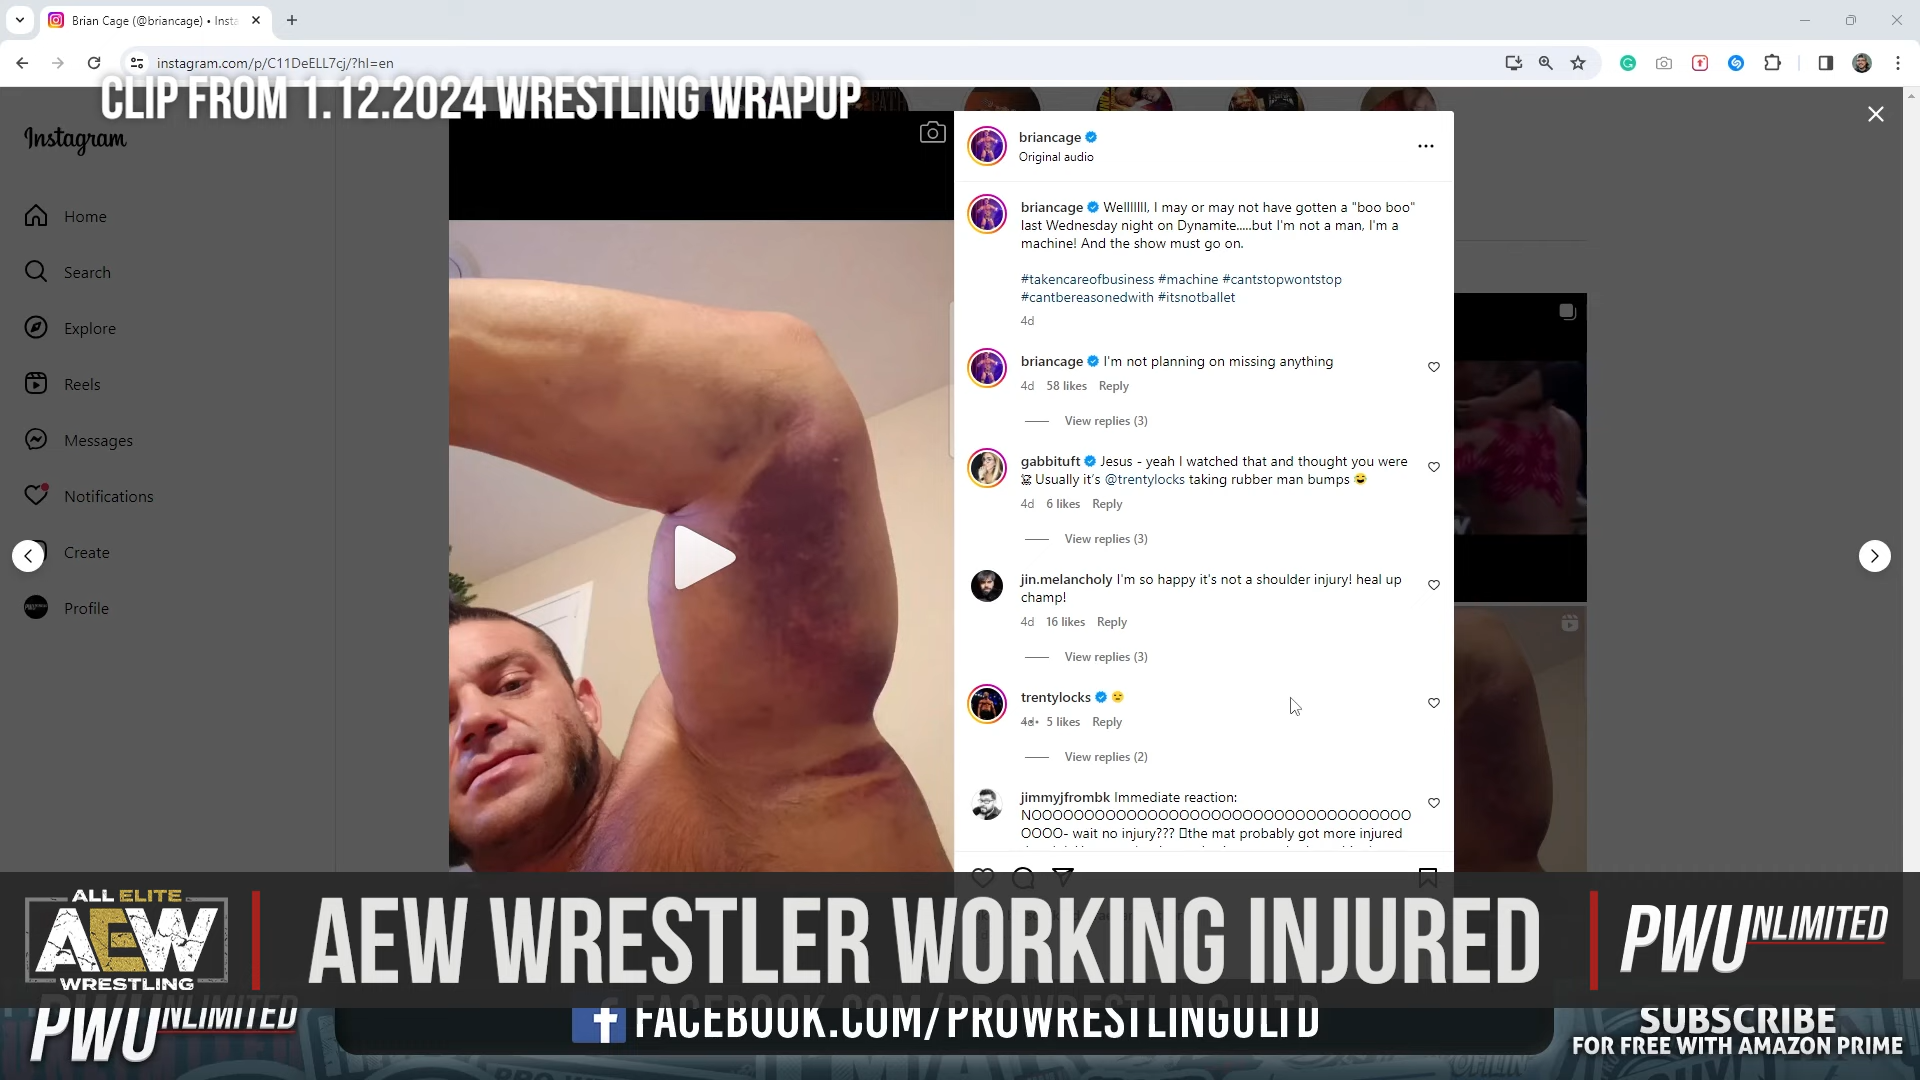 Brian Cage (@briancage) • Insta
instagram.com/p/C11DeELL7cj/?hl=en
CLIP FROM 1.12.2024 WRESTLING WRAPUP
Instagram
Home
Search
Explore
Reels
Messages
Notifications
Create
Profile
briancage
Original audio
briancage Welllllll, I may or may not have gotten a "boo boo"
last Wednesday night on Dynamite.....but I'm not a man, I'm a
machine! And the show must go on.
#takencareofbusiness #machine #cantstopwontstop
#cantbereasonedwith #itsnotballet
4d
briancage I'm not planning on missing anything
4d 58 likes Reply
View replies (3)
gabbituft Jesus - yeah I watched that and thought you were
☠️ Usually it's @trentylocks taking rubber man bumps 😂
4d 6 likes Reply
View replies (3)
jin.melancholy I'm so happy it's not a shoulder injury! heal up
champ!
4d 16 likes Reply
View replies (3)
trentylocks 😑
4d• 5 likes Reply
View replies (2)
jimmyjfrombk Immediate reaction:
NOOOOOOOOOOOOOOOOOOOOOOOOOOOOOOOOOOO
OOOO- wait no injury??? the mat probably got more injured
ALL ELITE
AEW
WRESTLING
AEW WRESTLER WORKING INJURED
PWUNLIMITED
PWUNLIMITED
FACEBOOK.COM/PROWRESTLINGULTD
SUBSCRIBE
FOR FREE WITH AMAZON PRIME